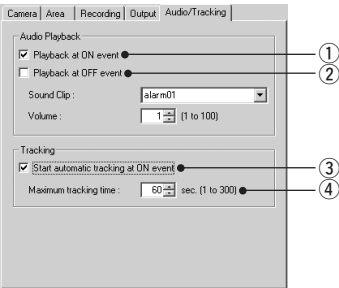 Camera Area Recording Output Audio/Tracking
Audio Playback
Playback at ON event ①
Playback at OFF event ②
Sound Clip : alarm01
Volume : 1 (1 to 100)
Tracking
Start automatic tracking at ON event ③
Maximum tracking time : 60 sec. (1 to 300) ④